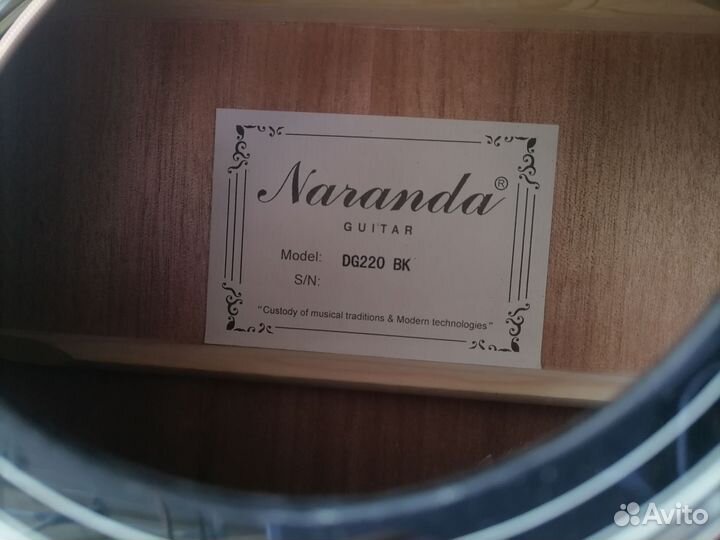 Naranda®
GUITAR
Model: DG220 BK
S/N:
"Custody of musical traditions & Modern technologies"
Avito